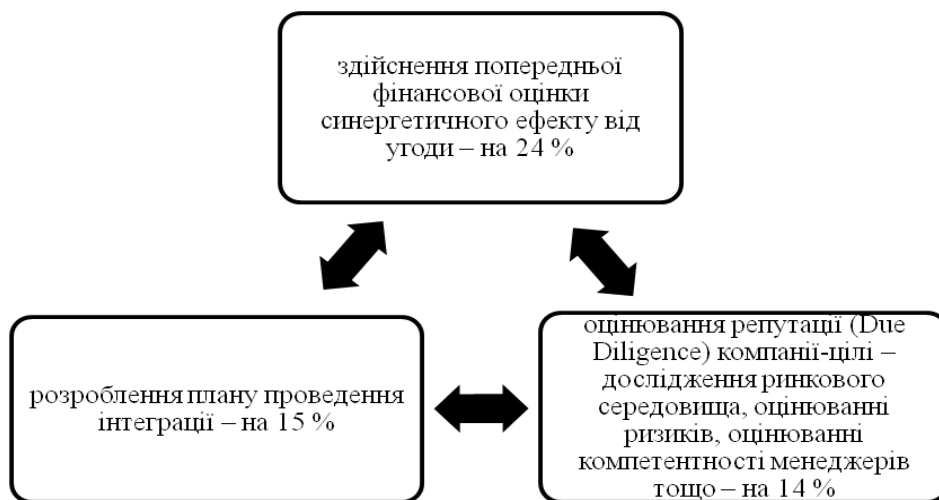 здійснення попередньої
фінансової оцінки
синергетичного ефекту від
угоди – на 24 %
розроблення плану проведення
інтеграції – на 15 %
оцінювання репутації (Due
Diligence) компанії-цілі –
дослідження ринкового
середовища, оцінюванні
ризиків, оцінюванні
компетентності менеджерів
тощо – на 14 %